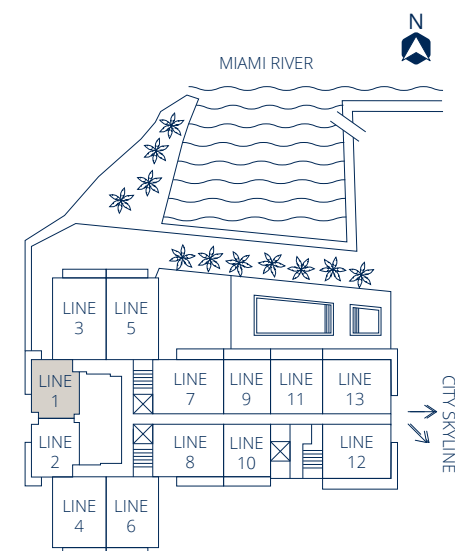 N
MIAMI RIVER
LINE
3
LINE
5
LINE
1
LINE
7
LINE
9
LINE
11
LINE
13
CITY SKYLINE
LINE
2
LINE
8
LINE
10
LINE
12
LINE
4
LINE
6